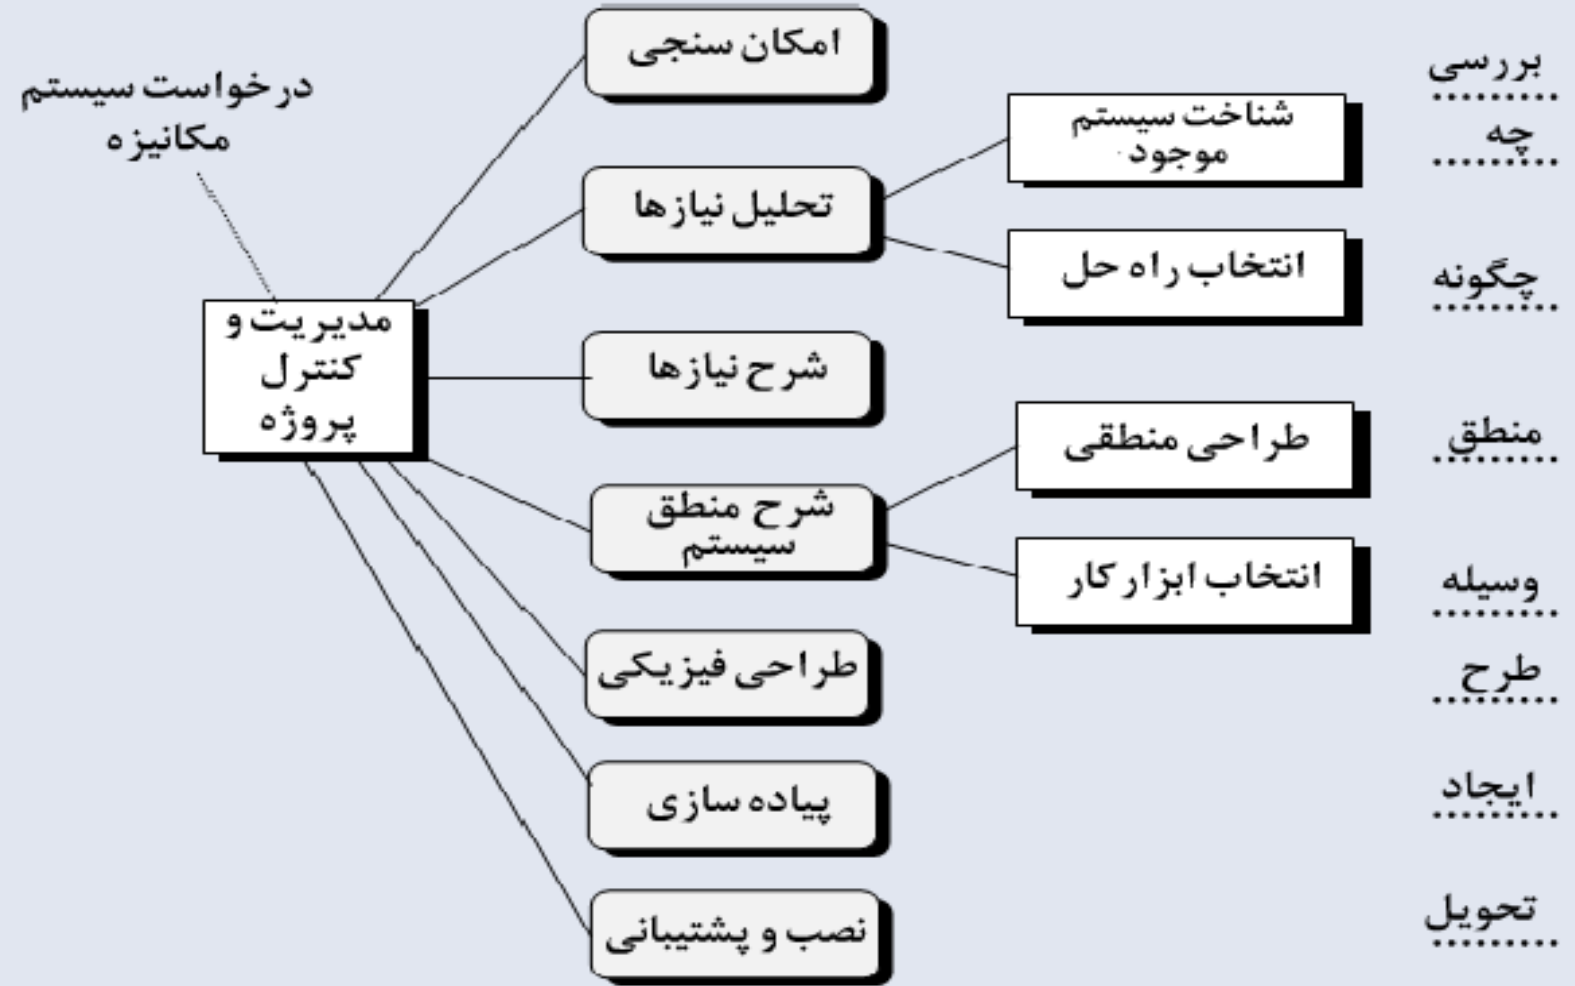 درخواست سیستم
مکانیزه
مدیریت و
کنترل
پروژه
امکان سنجی
تحلیل نیازها
شرح نیازها
شرح منطق
سیستم
طراحی فیزیکی
پیاده سازی
نصب و پشتیبانی
شناخت سیستم
موجود
انتخاب راه حل
طراحی منطقی
انتخاب ابزار کار
بررسی
چه
چگونه
منطق
وسیله
طرح
ایجاد
تحویل